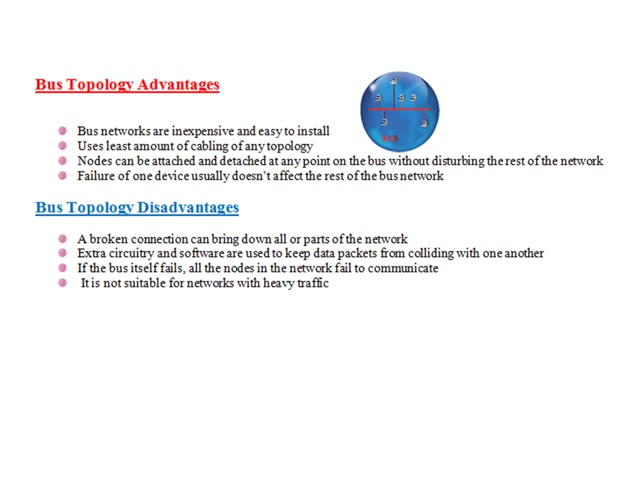 Bus Topology Advantages
Bus networks are inexpensive and easy to install
Uses least amount of cabling of any topology
Nodes can be attached and detached at any point on the bus without disturbing the rest of the network
Failure of one device usually doesn't affect the rest of the bus network
BUS
Bus Topology Disadvantages
A broken connection can bring down all or parts of the network
Extra circuitry and software are used to keep data packets from colliding with one another
If the bus itself fails, all the nodes in the network fail to communicate
It is not suitable for networks with heavy traffic